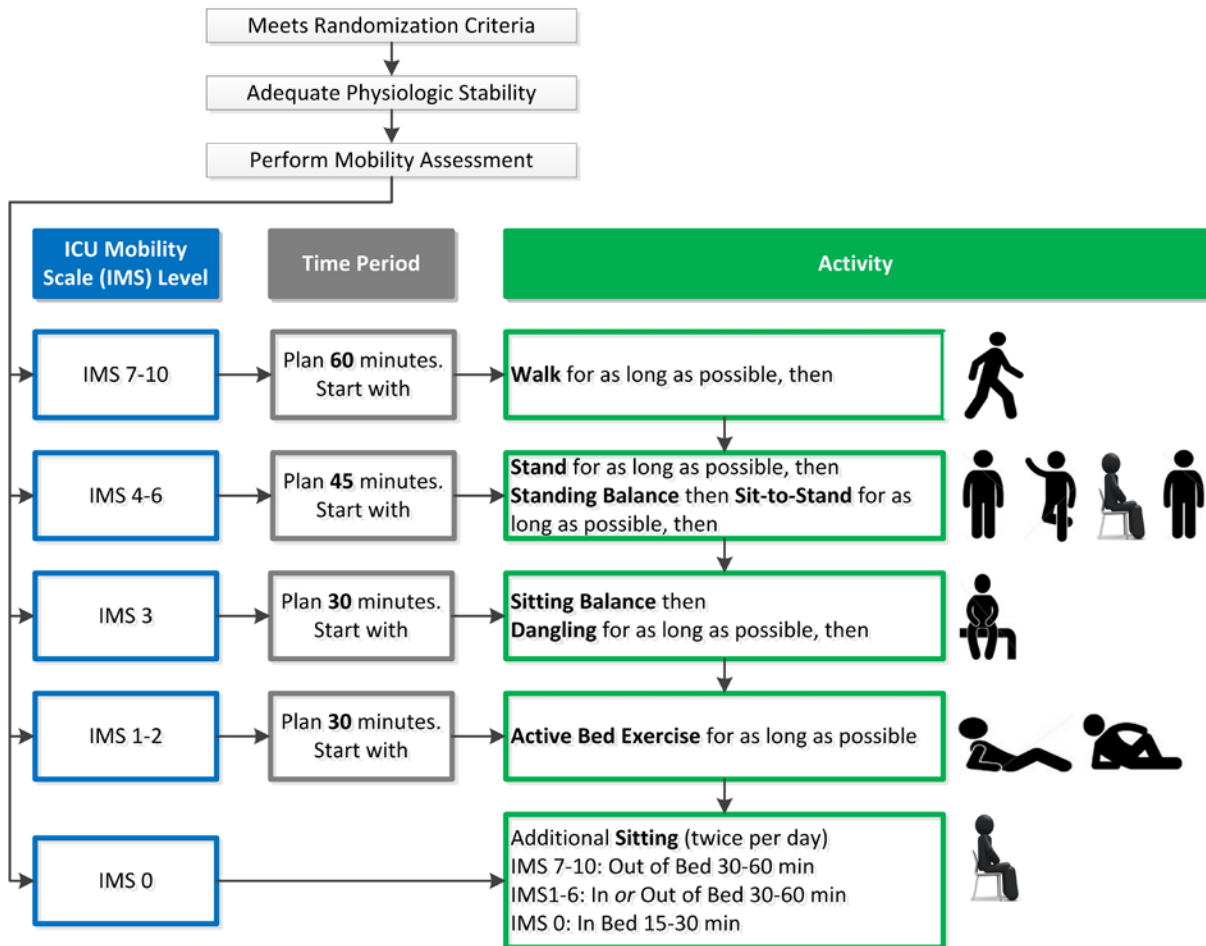 Meets Randomization Criteria
Adequate Physiologic Stability
Perform Mobility Assessment
ICU Mobility
Scale (IMS) Level
Time Period
Activity
IMS 7-10
Plan 60 minutes.
Start with
Walk for as long as possible, then
IMS 4-6
Plan 45 minutes.
Start with
Stand for as long as possible, then
Standing Balance then Sit-to-Stand for as
long as possible, then
IMS 3
Plan 30 minutes.
Start with
Sitting Balance then
Dangling for as long as possible, then
IMS 1-2
Plan 30 minutes.
Start with
Active Bed Exercise for as long as possible
IMS 0
Additional Sitting (twice per day)
IMS 7-10: Out of Bed 30-60 min
IMS1-6: In or Out of Bed 30-60 min
IMS 0: In Bed 15-30 min